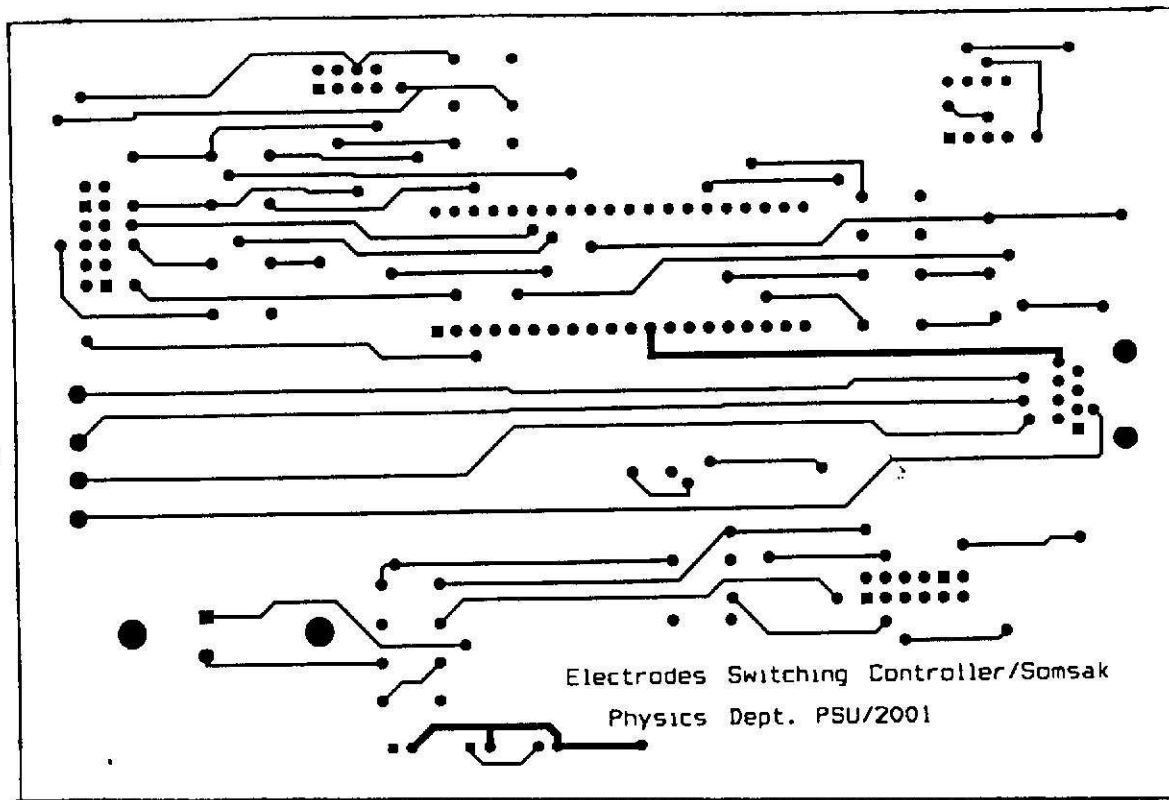 Electrodes Switching Controller/Somsak
Physics Dept. PSU/2001